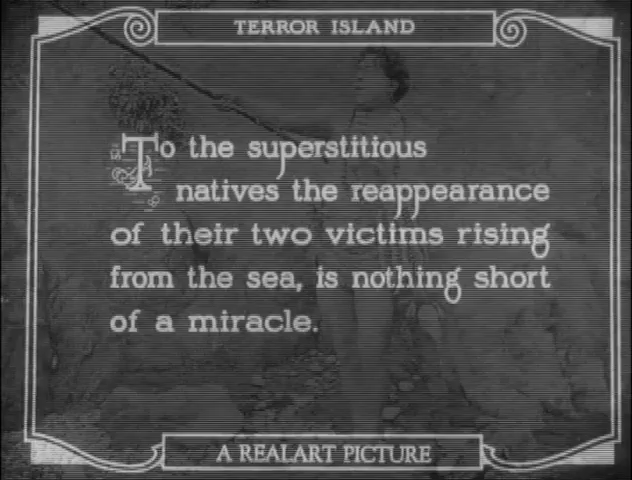 TERROR ISLAND
To the superstitious
natives the reappearance
of their two victims rising
from the sea, is nothing short
of a miracle.
A REALART PICTURE